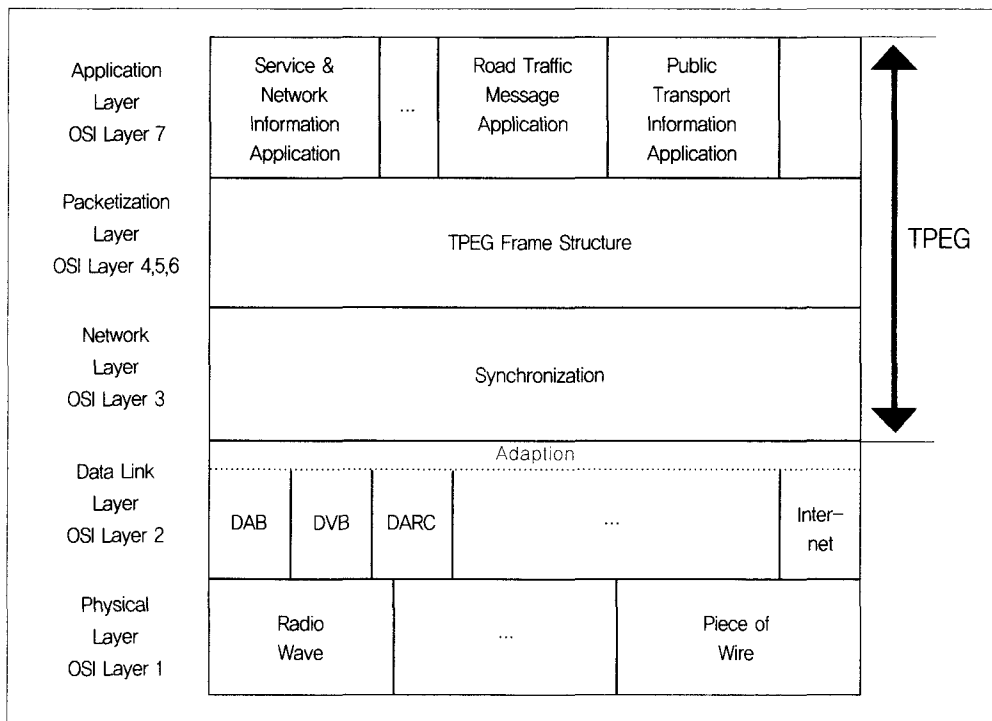 Application
Layer
OSI Layer 7
Service &
Network
Information
Application
...
Road Traffic
Message
Application
Public
Transport
Information
Application
Packetization
Layer
OSI Layer 4,5,6
TPEG Frame Structure
TPEG
Network
Layer
OSI Layer 3
Synchronization
Adaption
Data Link
Layer
OSI Layer 2
DAB
DVB
DARC
...
Inter-
net
Physical
Layer
OSI Layer 1
Radio
Wave
...
Piece of
Wire